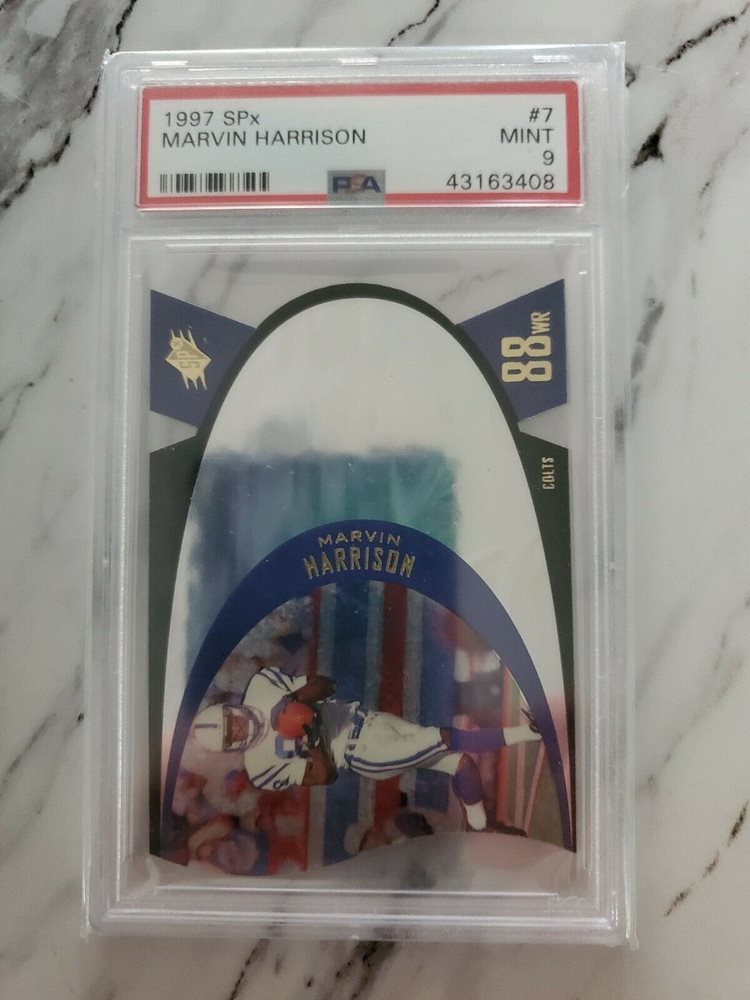 1997 SPx #7
MARVIN HARRISON MINT
9
PSA 43163408
SPx
88 WR
COLTS
MARVIN
HARRISON